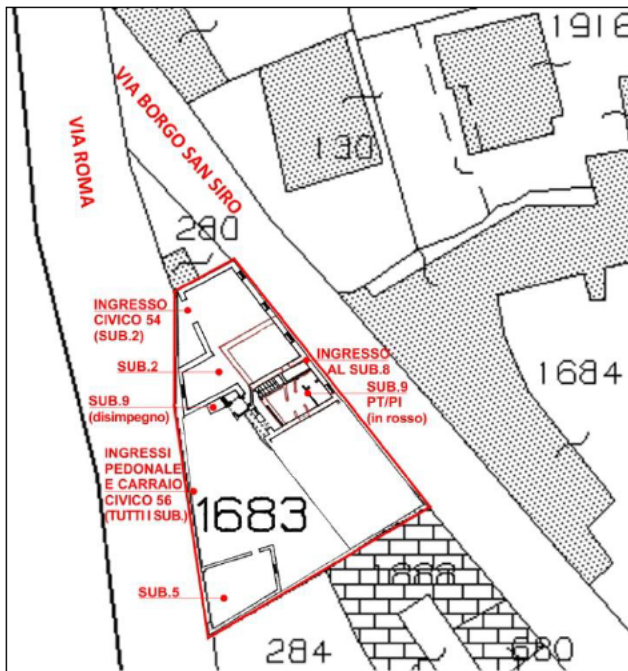 1916
VIA BORGO SAN SIRO
VIA ROMA
130
280
INGRESSO
CIVICO 54
(SUB.2)
SUB.2
SUB.9
(disimpegno)
INGRESSI
PEDONALE
E CARRAIO
CIVICO 56
(TUTTI I SUB.)
SUB.5
INGRESSO
AL SUB.8
SUB.9
PT/PI
(in rosso)
1684
1683
284
680